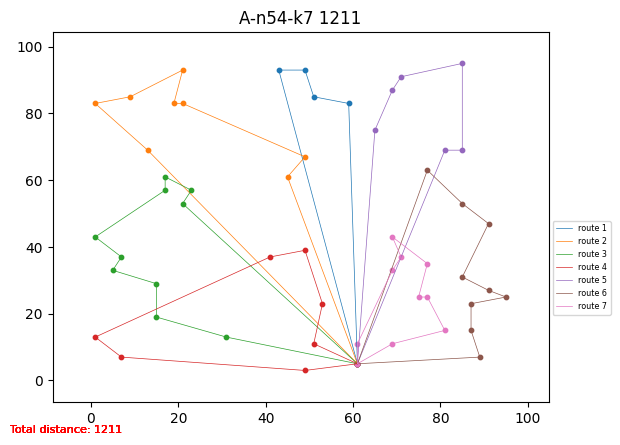 A-n54-k7 1211
100
80
60
40
20
0
0 20 40 60 80 100
route 1
route 2
route 3
route 4
route 5
route 6
route 7
Total distance: 1211